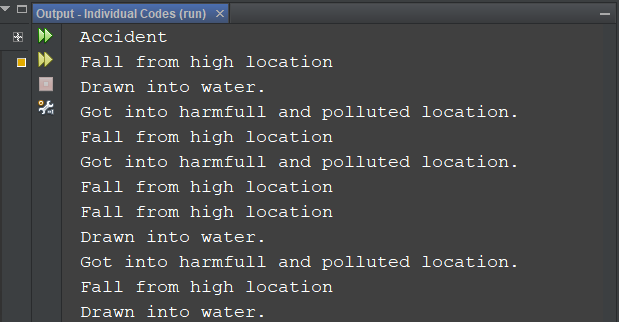 Output - Individual Codes (run)
Accident
Fall from high location
Drawn into water.
Got into harmfull and polluted location.
Fall from high location
Got into harmfull and polluted location.
Fall from high location
Fall from high location
Drawn into water.
Got into harmfull and polluted location.
Fall from high location
Drawn into water.